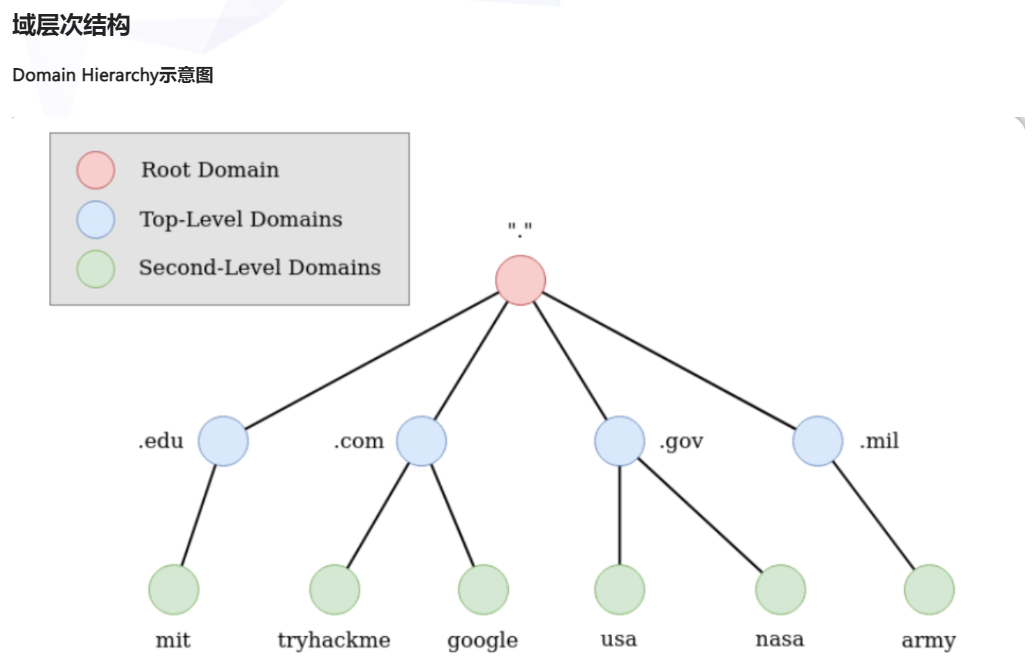 域层次结构
Domain Hierarchy示意图
Root Domain
Top-Level Domains
Second-Level Domains
"."
.edu
.com
.gov
.mil
mit
tryhackme
google
usa
nasa
army